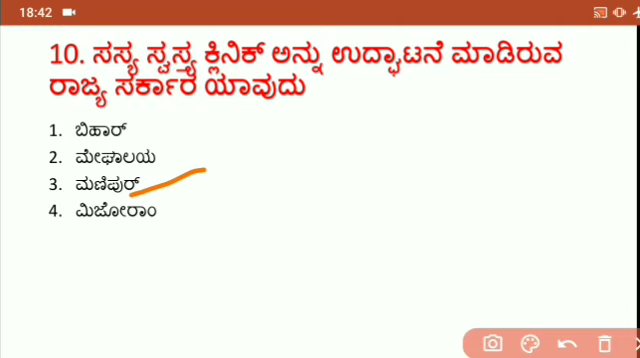 18:42
10. ಸಸ್ಯ ಸ್ವಸ್ತ್ಯ ಕ್ಲಿನಿಕ್ ಅನ್ನು ಉದ್ಘಾಟನೆ ಮಾಡಿರುವ
ರಾಜ್ಯ ಸರ್ಕಾರ ಯಾವುದು
1. ಬಿಹಾರ್
2. ಮೇಘಾಲಯ
3. ಮಣಿಪುರ್
4. ಮಿಜೋರಾಂ